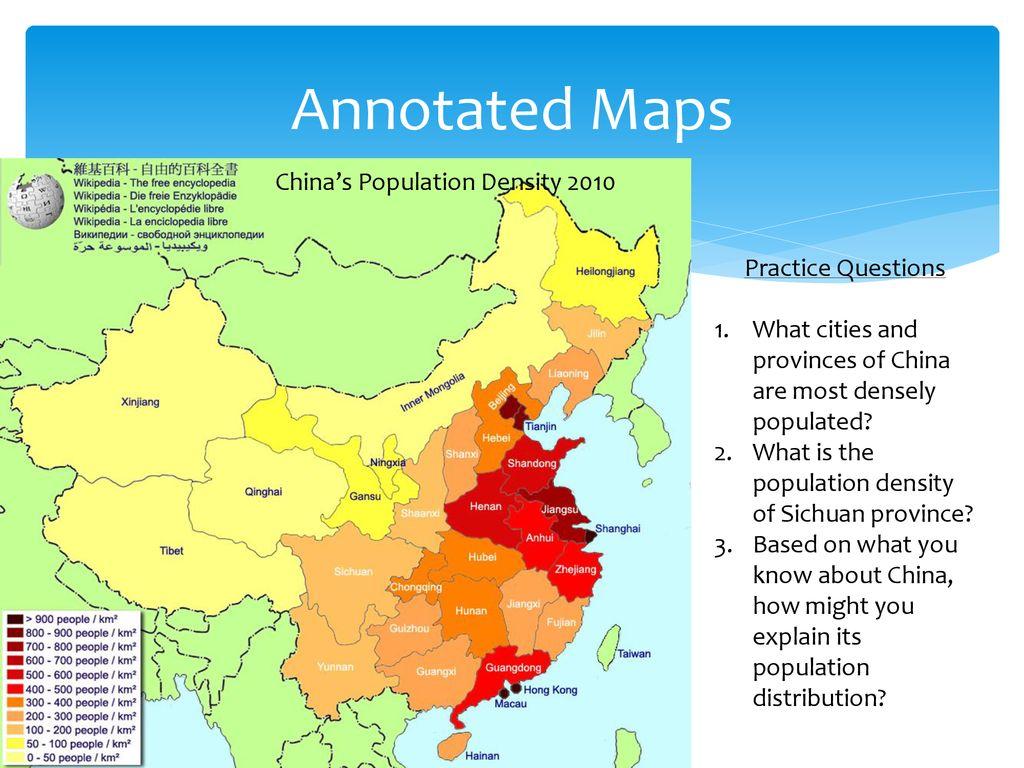 Annotated Maps
維基百科 - 自由的百科全書
Wikipedia - The free encyclopedia
Wikipedia - Die freie Enzyklopädie
Wikipédia - L'encyclopédie libre
Wikipedia - La enciclopedia libre
Википедии - свободной энциклопедии
ويكيبيديا - الموسوعة حرّة
China's Population Density 2010
Heilongjiang
Jilin
Liaoning
Inner Mongolia
Xinjiang
Beijing
Tianjin
Hebei
Shanxi
Ningxia
Shandong
Qinghai
Gansu
Shaanxi
Henan
Jiangsu
Shanghai
Anhui
Tibet
Hubei
Zhejiang
Sichuan
Chongqing
Hunan
Jiangxi
Guizhou
Fujian
Taiwan
Yunnan
Guangxi
Guangdong
Hong Kong
Macau
Hainan
> 900 people / km²
800 - 900 people / km²
700 - 800 people / km²
600 - 700 people / km²
500 - 600 people / km²
400 - 500 people / km²
300 - 400 people / km²
200 - 300 people / km²
100 - 200 people / km²
50 - 100 people / km²
0 - 50 people / km²
Practice Questions
1. What cities and
provinces of China
are most densely
populated?
2. What is the
population density
of Sichuan province?
3. Based on what you
know about China,
how might you
explain its
population
distribution?